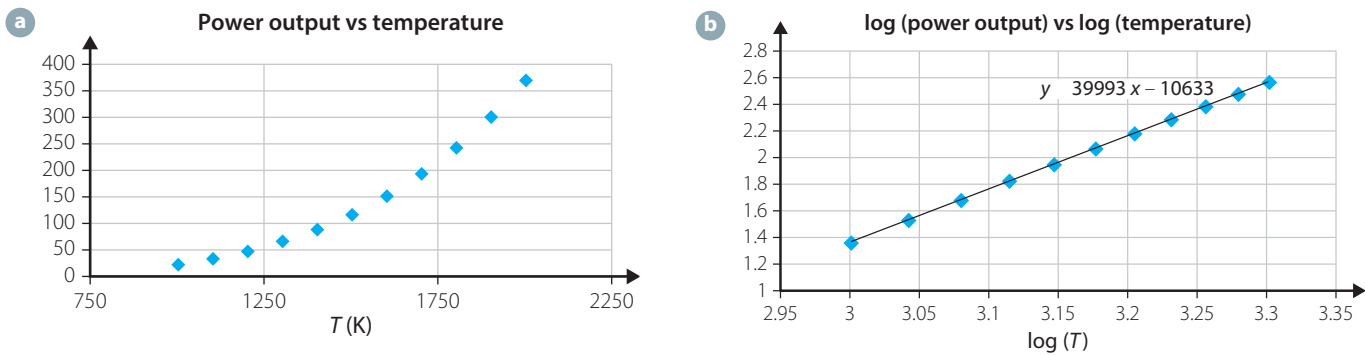 a
Power output vs temperature
400
350
300
250
200
150
100
50
0
750 1250 1750 2250
T (K)
b
log (power output) vs log (temperature)
2.8
2.6
2.4
2.2
2
1.8
1.6
1.4
1.2
1
y 39993 x – 10633
2.95 3 3.05 3.1 3.15 3.2 3.25 3.3 3.35
log (T)